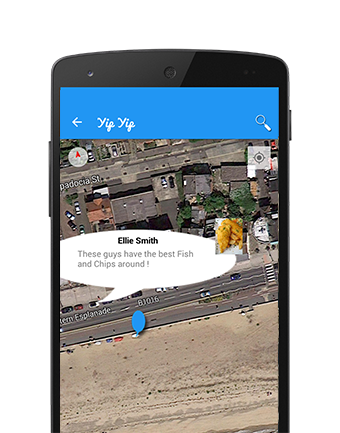 Yip Yip
padocia St
Ellie Smith
These guys have the best Fish
and Chips around !
B1016
tern Esplanade